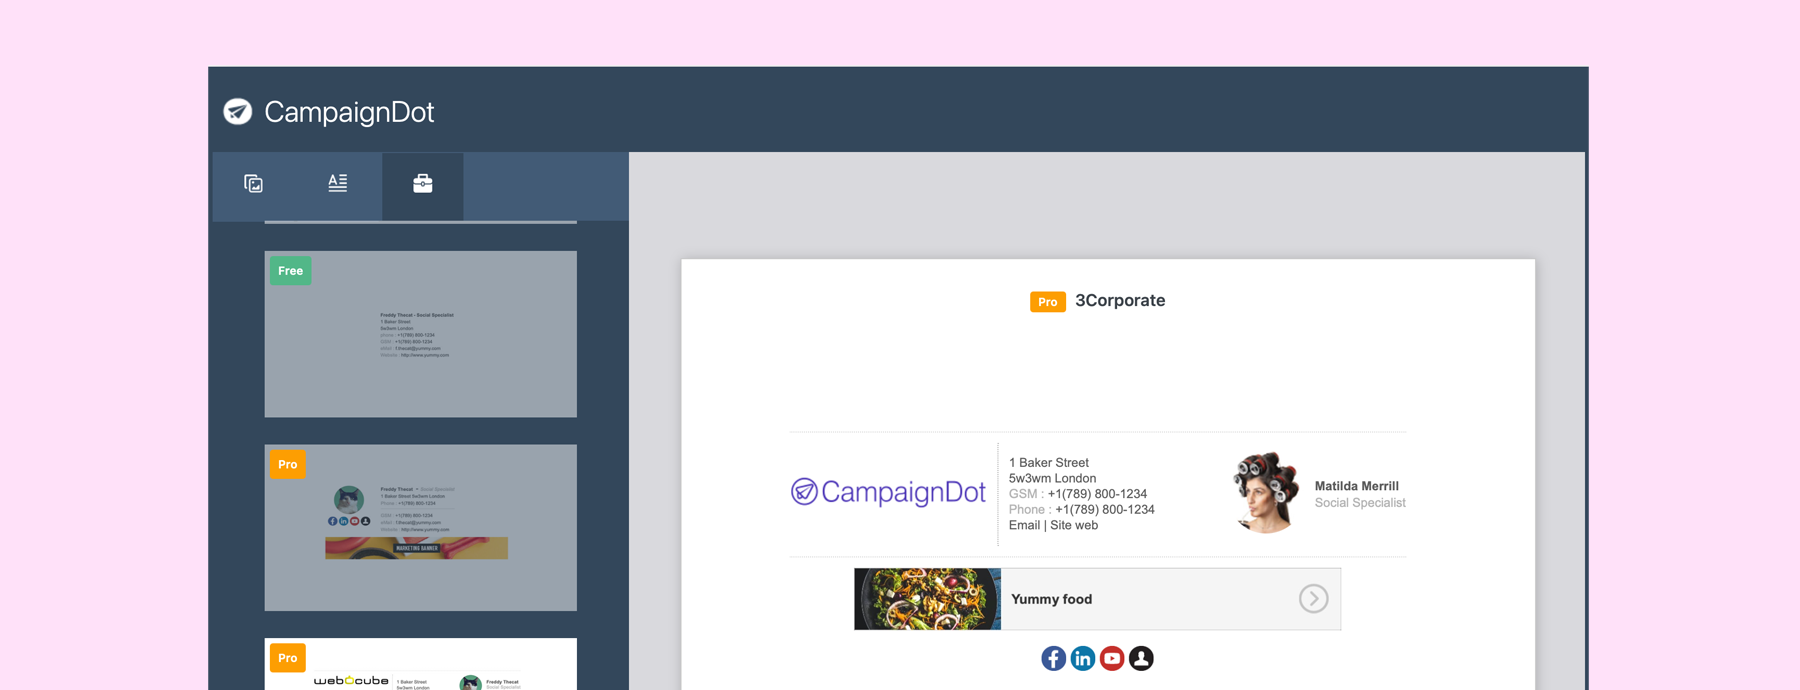 CampaignDot
Free
Freddy Thecat - Social Specialist
1 Baker Street
5w3wm London
phone : +1(789) 800-1234
GSM : +1(789) 800-1234
eMail : f.thecat@yummy.com
Website : http://www.yummy.com
Pro
Freddy Thecat • Social Specialist
1 Baker Street 5w3wm London
Phone : +1(789) 800-1234
GSM : +1(789) 800-1234
eMail : f.thecat@yummy.com
Website : http://www.yummy.com
MARKETING BANNER
Pro
webcube
1 Baker Street
5w3wm London
Freddy Thecat
Social Specialist
Pro 3Corporate
CampaignDot
1 Baker Street
5w3wm London
GSM : +1(789) 800-1234
Phone : +1(789) 800-1234
Email | Site web
Matilda Merrill
Social Specialist
Yummy food